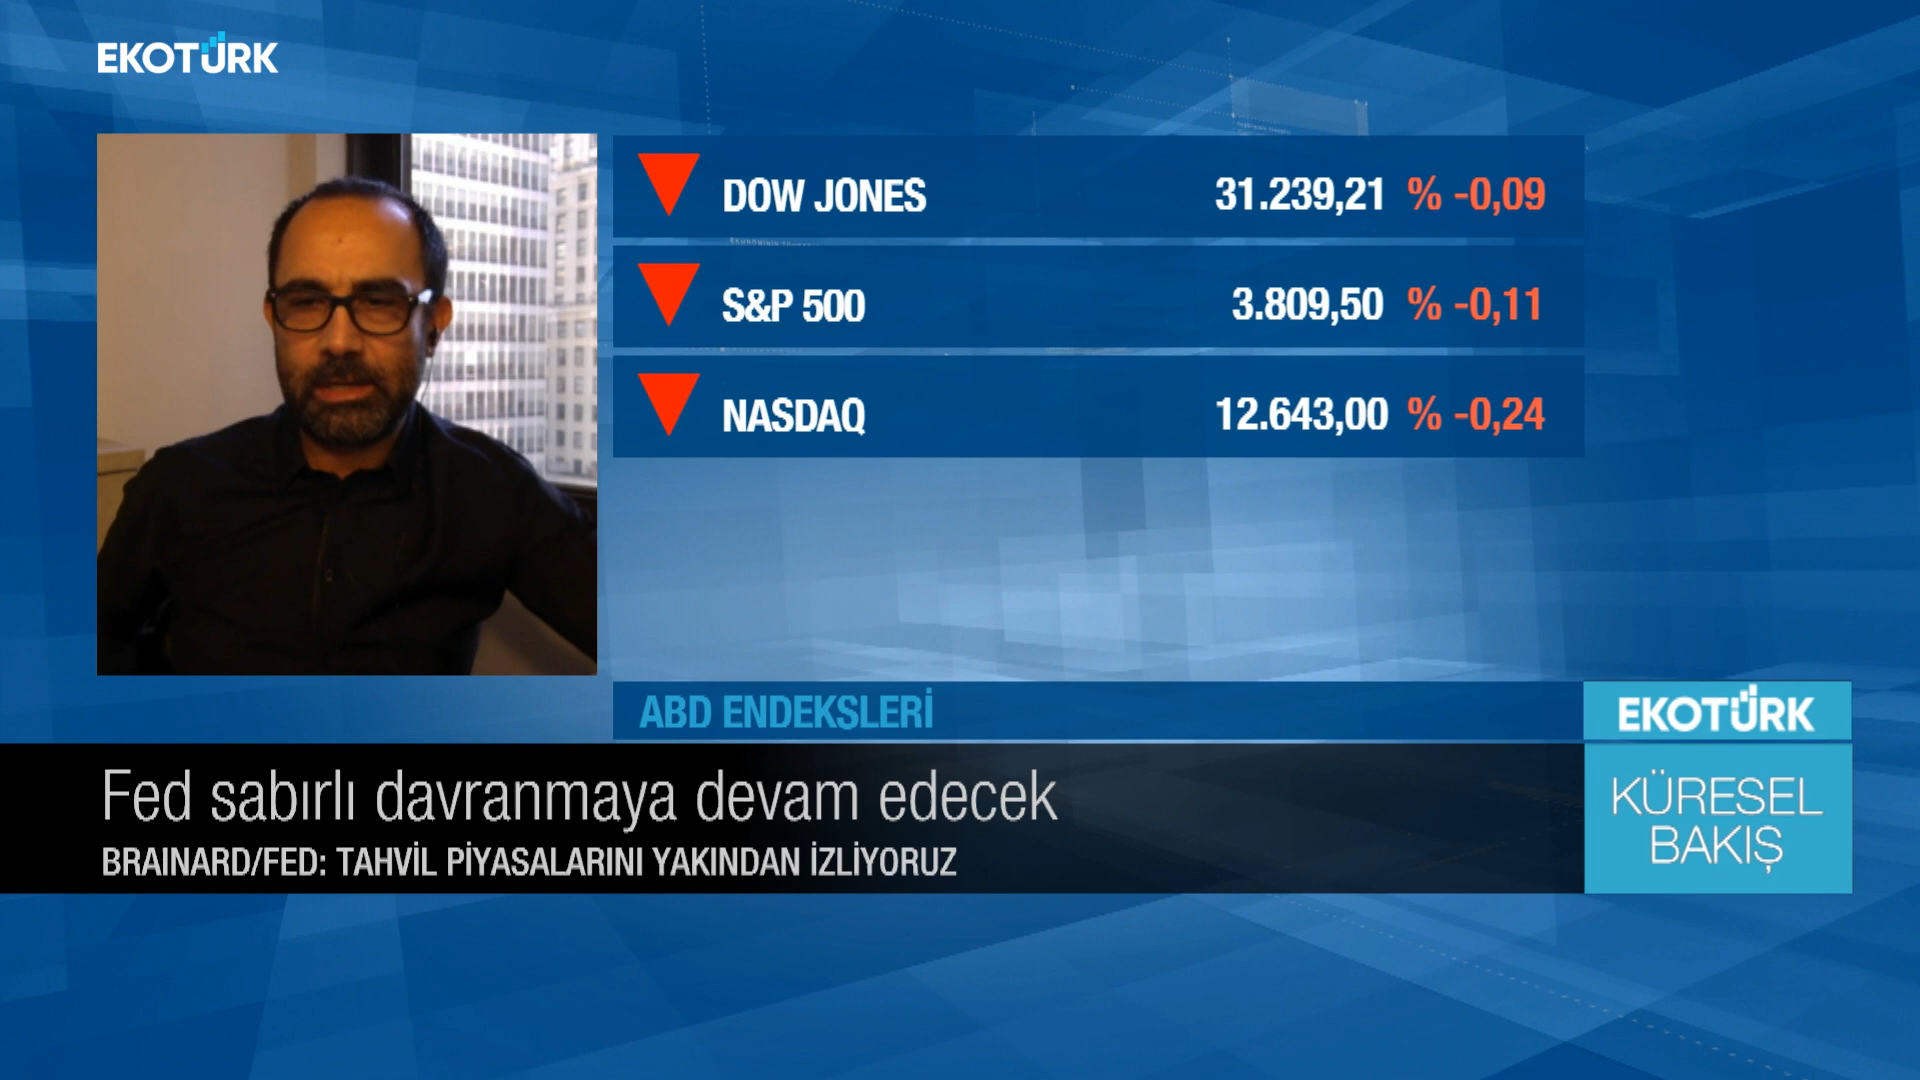 EKOTÜRK
DOW JONES 31.239,21 % -0,09
S&P 500 3.809,50 % -0,11
NASDAQ 12.643,00 % -0,24
ABD ENDEKSLERİ
EKOTÜRK
Fed sabırlı davranmaya devam edecek
BRAINARD/FED: TAHVİL PİYASALARINI YAKINDAN İZLİYORUZ
KÜRESEL
BAKIŞ